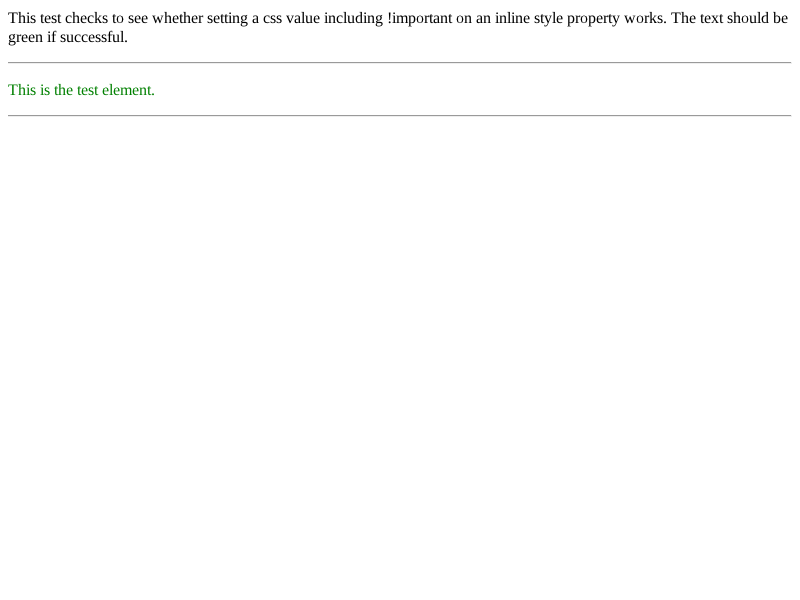 This test checks to see whether setting a css value including !important on an inline style property works. The text should be
green if successful.
This is the test element.